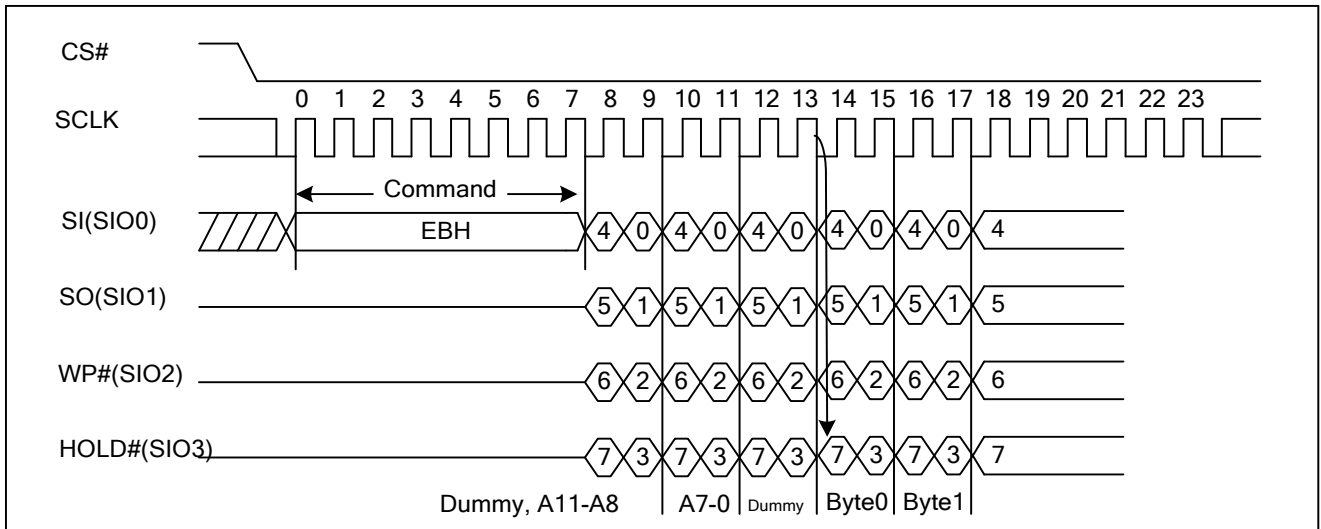 CS#
0 1 2 3 4 5 6 7 8 9 10 11 12 13 14 15 16 17 18 19 20 21 22 23
SCLK
Command
SI(SIO0) EBH 4 0 4 0 4 0 4 0 4 0 4
SO(SIO1) 5 1 5 1 5 1 5 1 5 1 5
WP#(SIO2) 6 2 6 2 6 2 6 2 6 2 6
HOLD#(SIO3) 7 3 7 3 7 3 7 3 7 3 7
Dummy, A11-A8 A7-0 Dummy Byte0 Byte1